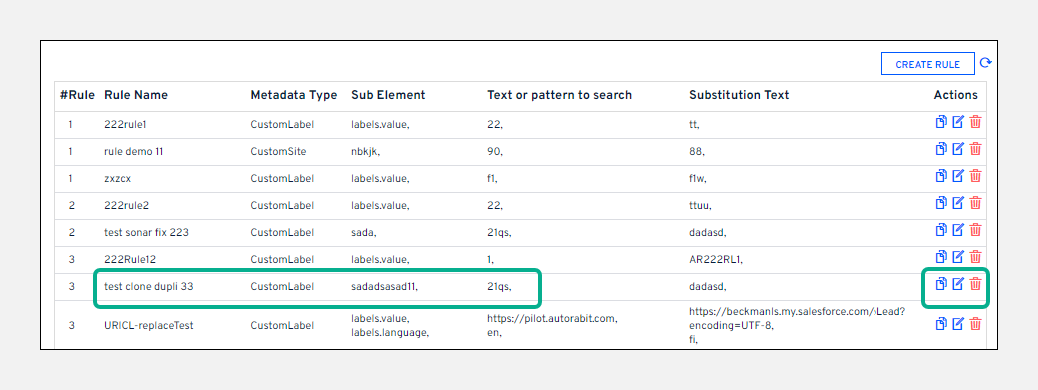 CREATE RULE
#Rule Rule Name Metadata Type Sub Element Text or pattern to search Substitution Text Actions
1 222rule1 CustomLabel labels.value, 22, tt,
1 rule demo 11 CustomSite nbkjk, 90, 88,
1 zxzcx CustomLabel labels.value, f1, f1w,
2 222rule2 CustomLabel labels.value, 22, ttuu,
2 test sonar fix 223 CustomLabel sada, 21qs, dadasd,
3 222Rule12 CustomLabel labels.value, 1, AR222RL1,
3 test clone dupli 33 CustomLabel sadadsasad11, 21qs, dadasd,
3 URICL-replaceTest CustomLabel labels.value, https://pilot.autorabit.com, https://beckmanls.my.salesforce.com/iLead?
labels.language, en, encoding=UTF-8,
fi,